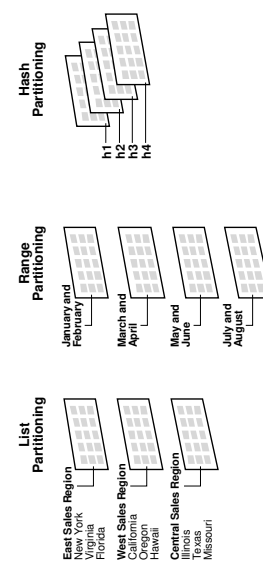 List
Partitioning
East Sales Region
New York
Virginia
Florida
West Sales Region
California
Oregon
Hawaii
Central Sales Region
Illinois
Texas
Missouri
Range
Partitioning
January and
February
March and
April
May and
June
July and
August
Hash
Partitioning
h1
h2
h3
h4